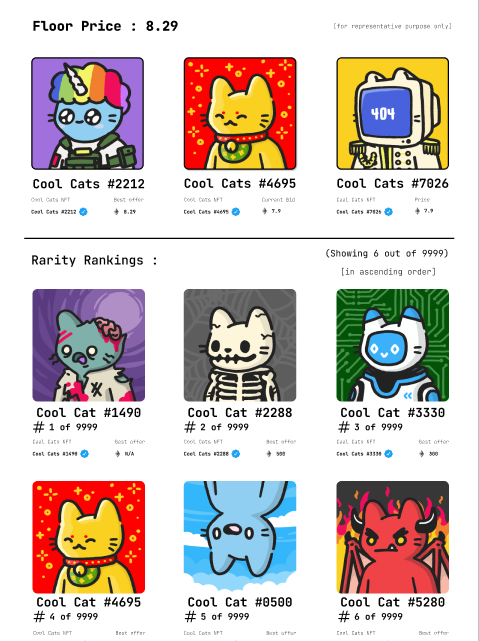 Floor Price : 8.29
[for representative purpose only]
404
Cool Cats #2212
Cool Cats #4695
Cool Cats #7026
Cool Cats NFT
Best offer
Cool Cats NFT
Current Bid
Cool Cats NFT
Price
Cool Cats #2212
8.29
Cool Cats #4695
7.9
Cool Cats #7026
7.9
Rarity Rankings :
(Showing 6 out of 9999)
[in ascending order]
Cool Cat #1490
Cool Cat #2288
Cool Cat #3330
# 1 of 9999
# 2 of 9999
# 3 of 9999
Cool Cats NFT
Best offer
Cool Cats NFT
Best offer
Cool Cats NFT
Best offer
Cool Cats #1490
N/A
Cool Cats #2288
500
Cool Cats #3330
300
Cool Cat #4695
Cool Cat #0500
Cool Cat #5280
# 4 of 9999
# 5 of 9999
# 6 of 9999
Cool Cats NFT
Best offer
Cool Cats NFT
Best offer
Cool Cats NFT
Best offer